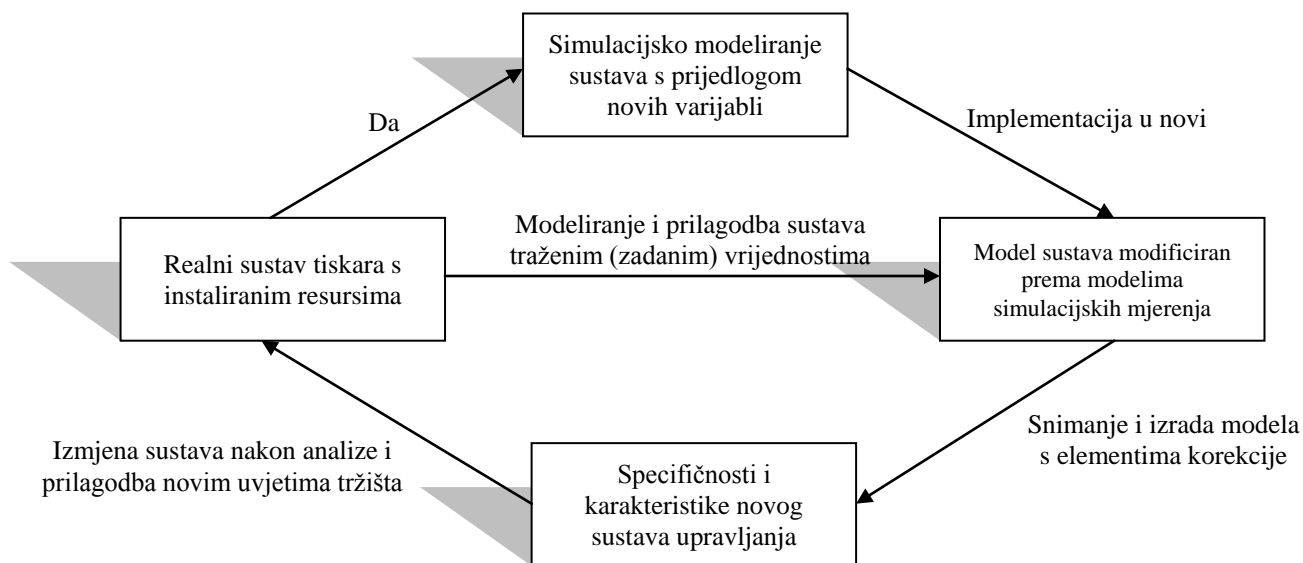 Simulacijsko modeliranje
sustava s prijedlogom
novih varijabli
Da
Implementacija u novi
Realni sustav tiskara s
instaliranim resursima
Modeliranje i prilagodba sustava
traženim (zadanim) vrijednostima
Model sustava modificiran
prema modelima
simulacijskih mjerenja
Izmjena sustava nakon analize i
prilagodba novim uvjetima tržišta
Specifičnosti i
karakteristike novog
sustava upravljanja
Snimanje i izrada modela
s elementima korekcije